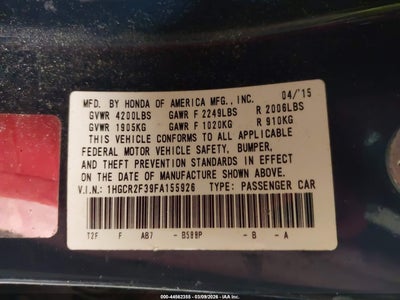 MFD. BY HONDA OF AMERICA MFG., INC. 04/'15
GVWR 4200LBS GAWR F 2249LBS R 2006LBS
GVWR 1905KG GAWR F 1020KG R 910KG
THIS VEHICLE CONFORMS TO ALL APPLICABLE
FEDERAL MOTOR VEHICLE SAFETY, BUMPER,
AND THEFT PREVENTION STANDARDS IN EFFECT
ON THE DATE OF MANUFACTURE SHOWN ABOVE.
V.I.N.: 1HGCR2F39FA155926 TYPE: PASSENGER CAR
T2F F AB7 - B588P - B - A
000-44562355 - 03/09/2026 - IAA Inc.